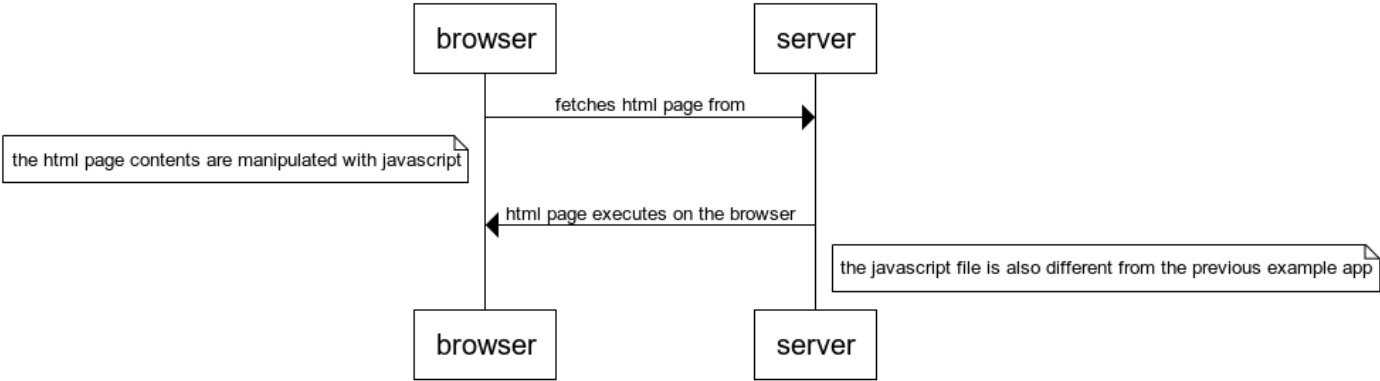 browser
server
fetches html page from
the html page contents are manipulated with javascript
html page executes on the browser
the javascript file is also different from the previous example app
browser
server